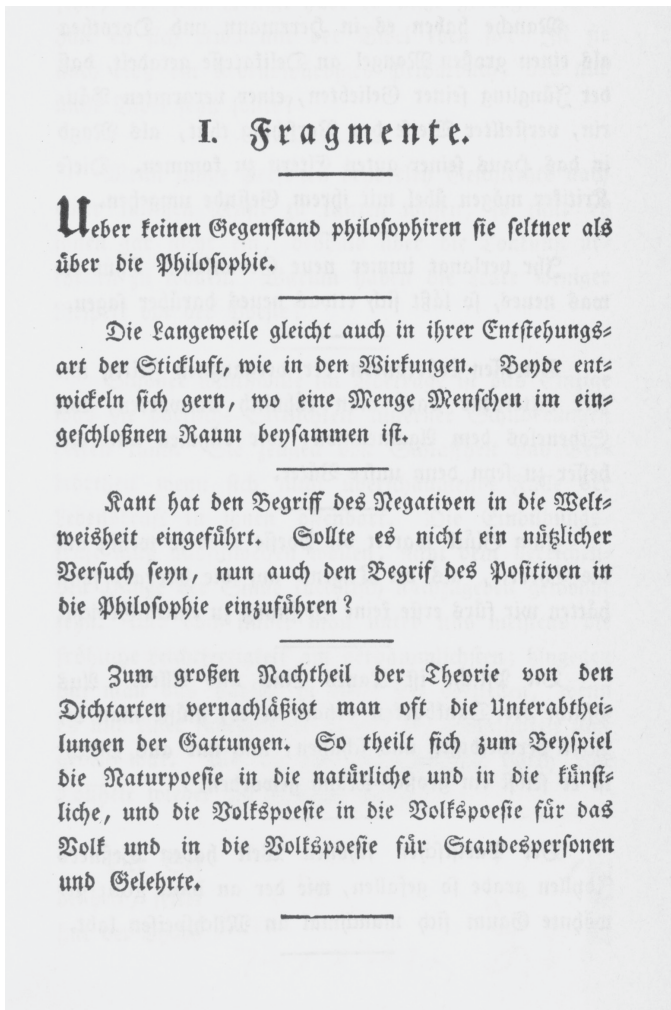 I. Fragmente.
Ueber keinen Gegenstand philosophiren sie seltner als
über die Philosophie.
Die Langeweile gleicht auch in ihrer Entstehungs-
art der Stickluft, wie in den Wirkungen. Beyde ent-
wickeln sich gern, wo eine Menge Menschen im ein-
geschloßnen Raum beysammen ist.
Kant hat den Begriff des Negativen in die Welt-
weisheit eingeführt. Sollte es nicht ein nützlicher
Versuch seyn, nun auch den Begrif des Positiven in
die Philosophie einzuführen?
Zum großen Nachtheil der Theorie von den
Dichtarten vernachläßigt man oft die Unterabthei-
lungen der Gattungen. So theilt sich zum Beyspiel
die Naturpoesie in die natürliche und in die künst-
liche, und die Volkspoesie in die Volkspoesie für das
Volk und in die Volkspoesie für Standespersonen
und Gelehrte.